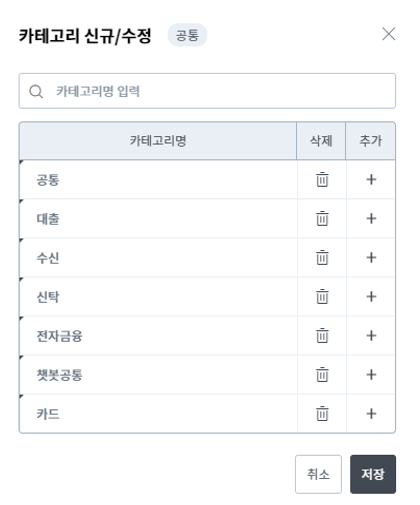 카테고리 신규/수정 공통
카테고리명 입력
카테고리명 삭제 추가
공통
대출
수신
신탁
전자금융
챗봇공통
카드
취소 저장